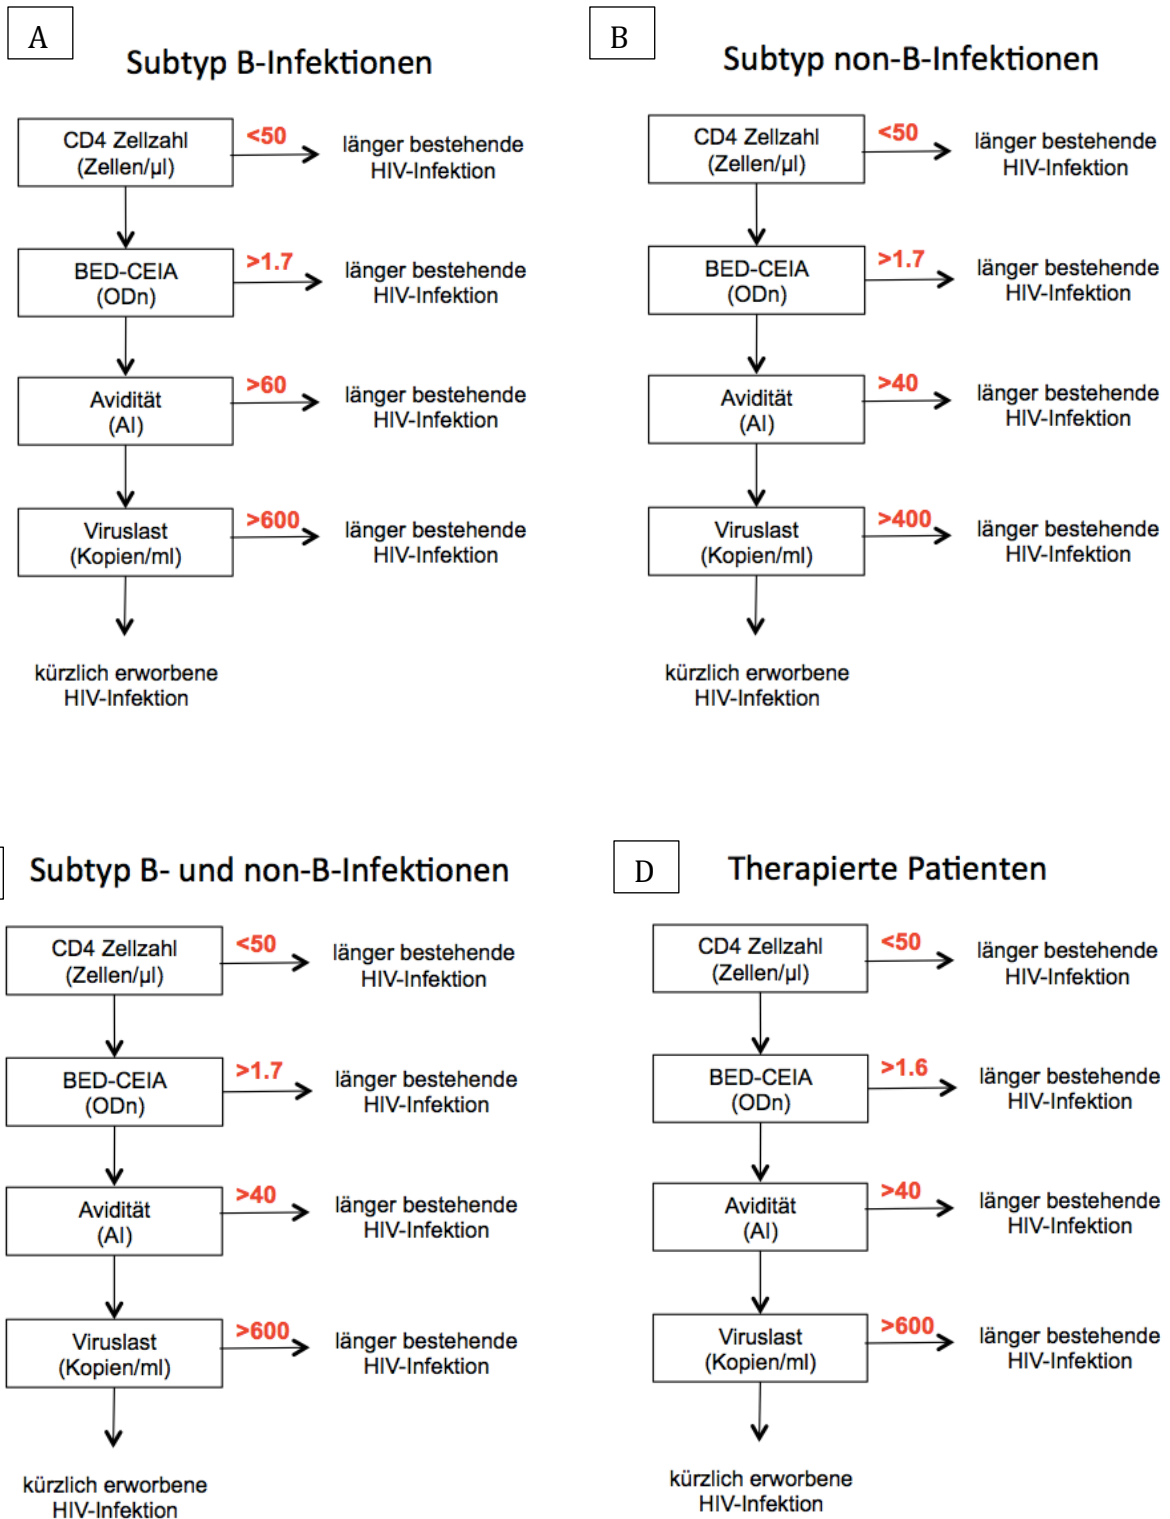 A
Subtyp B-Infektionen
CD4 Zellzahl
(Zellen/µl)
<50
länger bestehende
HIV-Infektion
BED-CEIA
(ODn)
>1.7
länger bestehende
HIV-Infektion
Avidität
(AI)
>60
länger bestehende
HIV-Infektion
Viruslast
(Kopien/ml)
>600
länger bestehende
HIV-Infektion
kürzlich erworbene
HIV-Infektion
B
Subtyp non-B-Infektionen
CD4 Zellzahl
(Zellen/µl)
<50
länger bestehende
HIV-Infektion
BED-CEIA
(ODn)
>1.7
länger bestehende
HIV-Infektion
Avidität
(AI)
>40
länger bestehende
HIV-Infektion
Viruslast
(Kopien/ml)
>400
länger bestehende
HIV-Infektion
kürzlich erworbene
HIV-Infektion
Subtyp B- und non-B-Infektionen
CD4 Zellzahl
(Zellen/µl)
<50
länger bestehende
HIV-Infektion
BED-CEIA
(ODn)
>1.7
länger bestehende
HIV-Infektion
Avidität
(AI)
>40
länger bestehende
HIV-Infektion
Viruslast
(Kopien/ml)
>600
länger bestehende
HIV-Infektion
kürzlich erworbene
HIV-Infektion
D
Therapierte Patienten
CD4 Zellzahl
(Zellen/µl)
<50
länger bestehende
HIV-Infektion
BED-CEIA
(ODn)
>1.6
länger bestehende
HIV-Infektion
Avidität
(AI)
>40
länger bestehende
HIV-Infektion
Viruslast
(Kopien/ml)
>600
länger bestehende
HIV-Infektion
kürzlich erworbene
HIV-Infektion